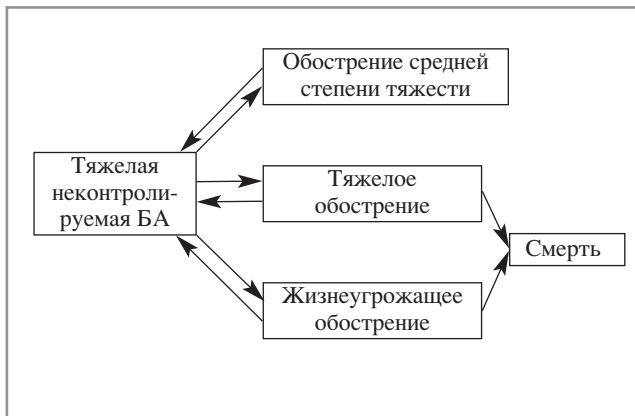 Обострение средней
степени тяжести
Тяжелая
неконтроли-
руемая БА
Тяжелое
обострение
Смерть
Жизнеугрожащее
обострение